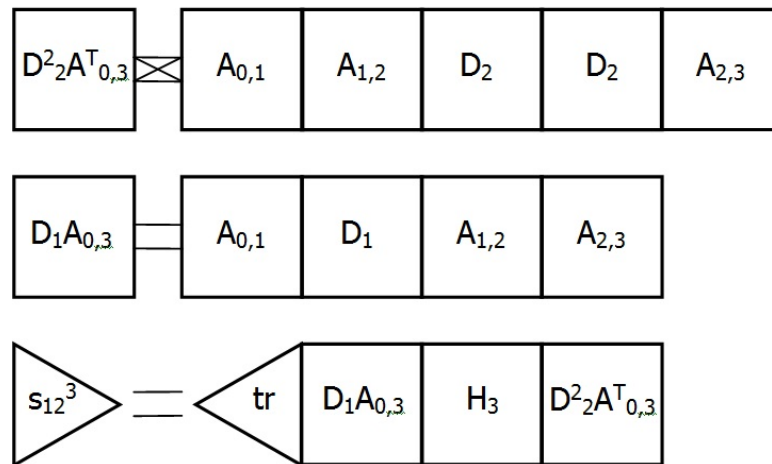 D²₂Aᵀ₀,₃ A₀,₁ A₁,₂ D₂ D₂ A₂,₃
D₁A₀,₃ = A₀,₁ D₁ A₁,₂ A₂,₃
s₁₂³ = tr D₁A₀,₃ H₃ D²₂Aᵀ₀,₃